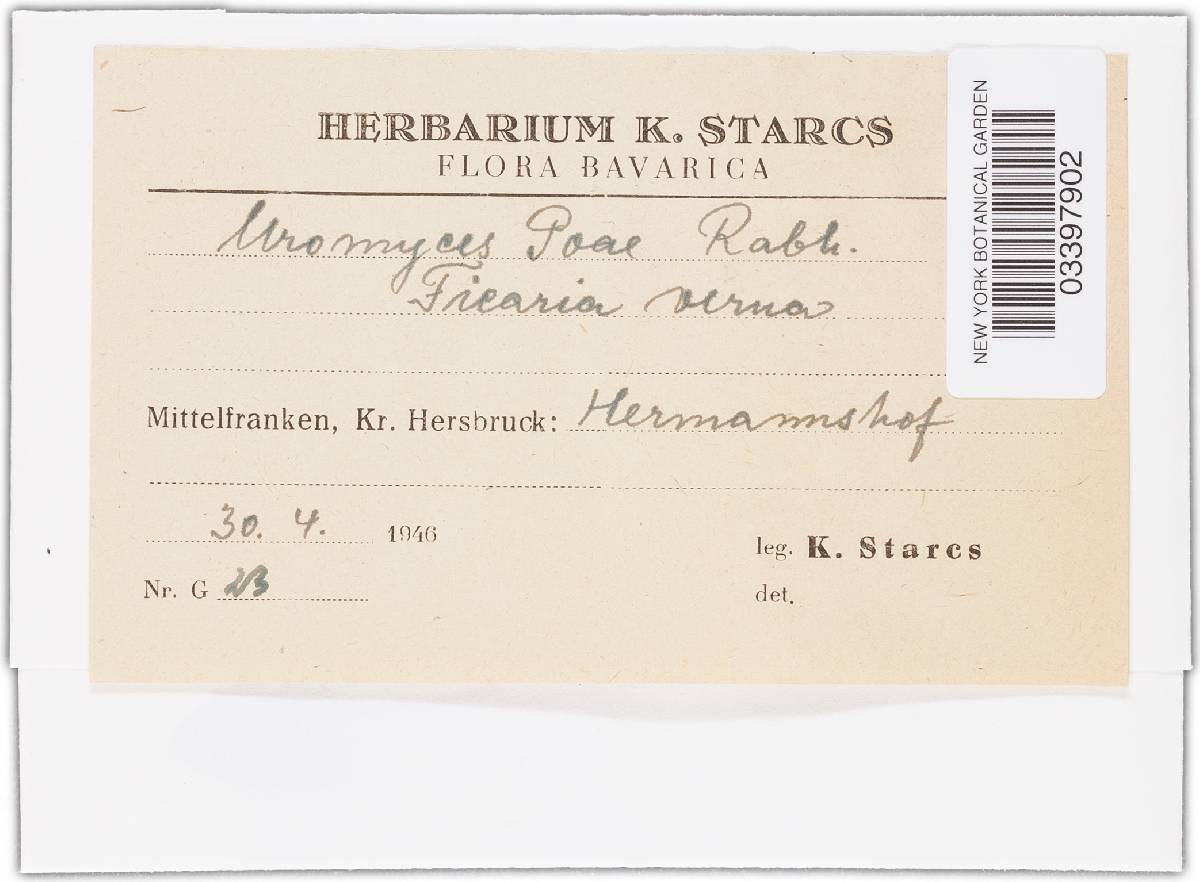 HERBARIUM K. STARCS
FLORA BAVARICA
Uromyces Poae Rabh.
Ficaria verna
Mittelfranken, Kr. Hersbruck: Hermannshof
30. 4. 1946
leg. K. Starcs
Nr. G
det.
NEW YORK BOTANICAL GARDEN
03397902